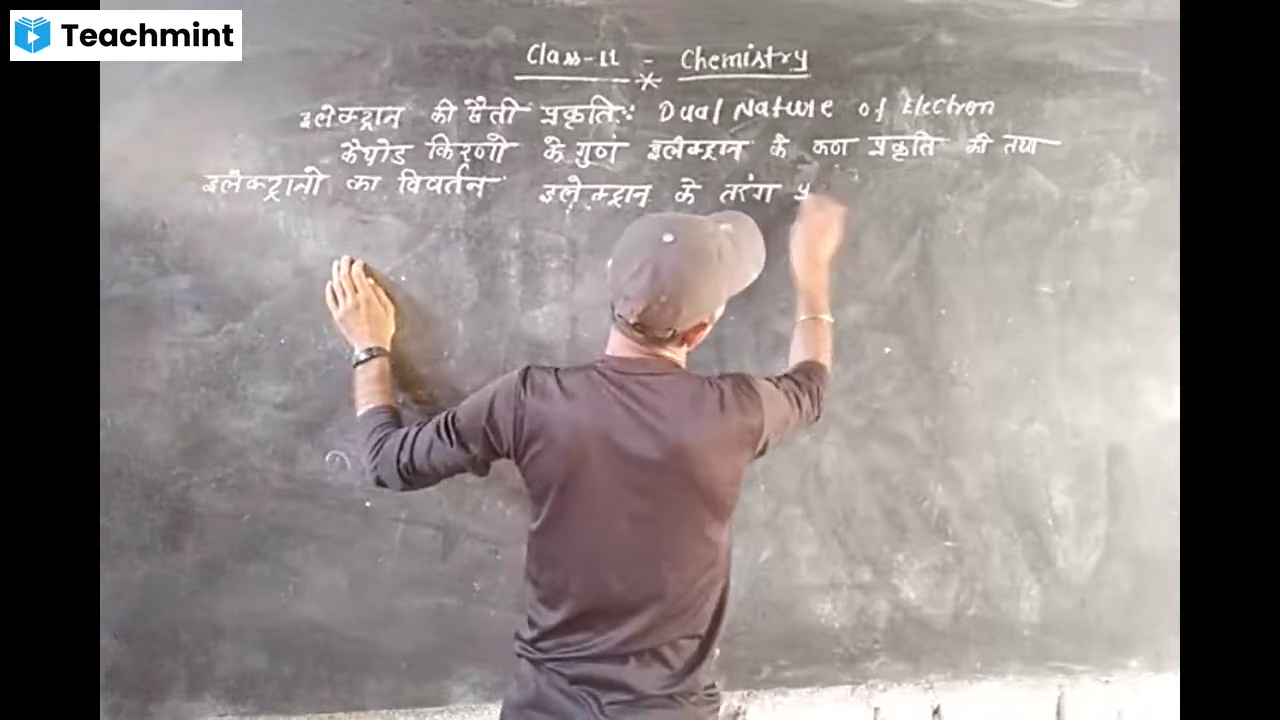 Teachmint
Class-11 - Chemistry
इलेक्ट्रान की द्वैती प्रकृति:: Dual Nature of Electron
कैथोड किरणो के गुण इलेक्ट्रान के कण प्रकृति की तथा
इलेक्ट्रानो का विवर्तन इलेक्ट्रान के तरंग